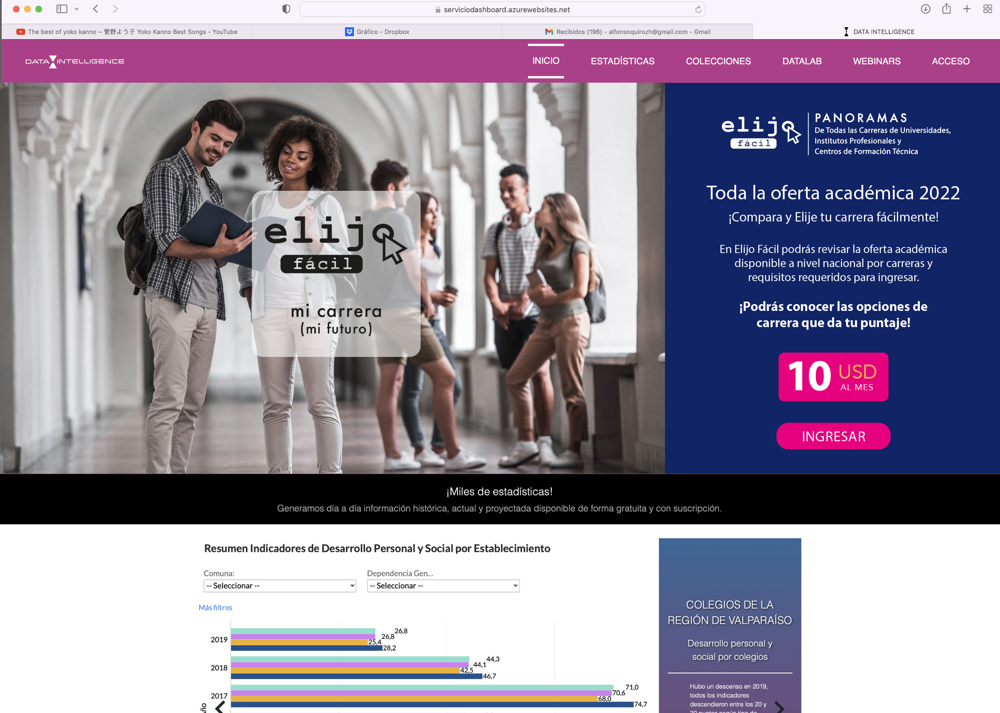 serviciodashboard.azurewebsites.net
The best of yoko kanno ~ 菅野よう子 Yoko Kanno Best Songs - YouTube
Gráfico - Dropbox
Recibidos (196) - alfonsoquirozh@gmail.com - Gmail
DATA INTELLIGENCE
DATA INTELLIGENCE
INICIO
ESTADÍSTICAS
COLECCIONES
DATALAB
WEBINARS
ACCESO
elijo
fácil
mi carrera
(mi futuro)
elijo
fácil
PANORAMAS
De Todas las Carreras de Universidades,
Institutos Profesionales y
Centros de Formación Técnica
Toda la oferta académica 2022
¡Compara y Elije tu carrera fácilmente!
En Elijo Fácil podrás revisar la oferta académica
disponible a nivel nacional por carreras y
requisitos requeridos para ingresar.
¡Podrás conocer las opciones de
carrera que da tu puntaje!
10 USD
AL MES
INGRESAR
¡Miles de estadísticas!
Generamos día a día información histórica, actual y proyectada disponible de forma gratuita y con suscripción.
Resumen Indicadores de Desarrollo Personal y Social por Establecimiento
Comuna:
-- Seleccionar --
Dependencia Gen...
-- Seleccionar --
Más filtros
2019
26,8
26,8
25,4
28,2
2018
44,3
44,1
42,5
46,7
2017
71,0
70,6
68,0
74,7
Año
COLEGIOS DE LA
REGIÓN DE VALPARAÍSO
Desarrollo personal y
social por colegios
Hubo un descenso en 2019,
todos los indicadores
descendieron entre los 20 y